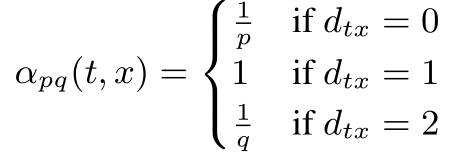 α_{pq}(t, x) = { 1/p if d_{tx} = 0
1 if d_{tx} = 1
1/q if d_{tx} = 2